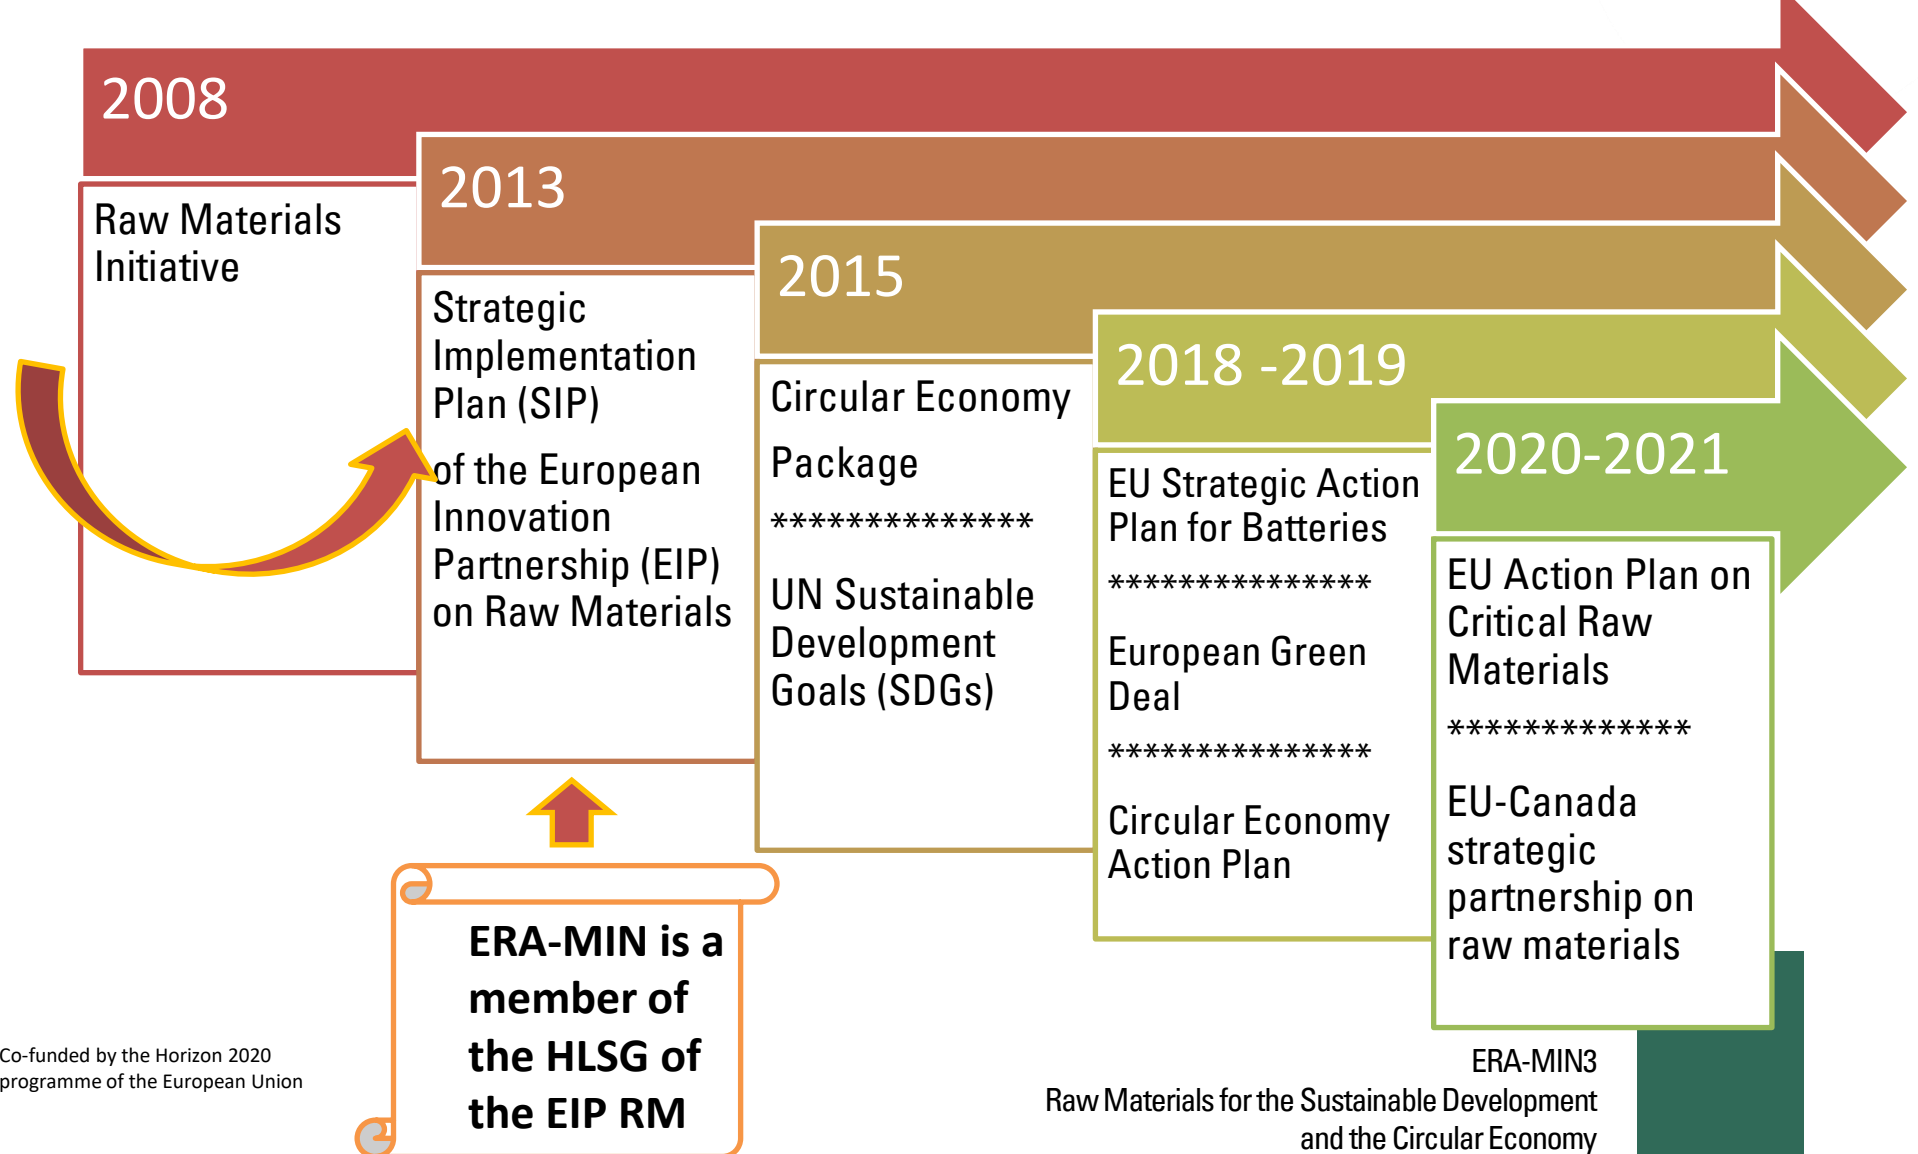 2008
Raw Materials
Initiative
2013
Strategic
Implementation
Plan (SIP)
of the European
Innovation
Partnership (EIP)
on Raw Materials
2015
Circular Economy
Package
**************
UN Sustainable
Development
Goals (SDGs)
2018 -2019
EU Strategic Action
Plan for Batteries
***************
European Green
Deal
***************
Circular Economy
Action Plan
2020-2021
EU Action Plan on
Critical Raw
Materials
*************
EU-Canada
strategic
partnership on
raw materials
ERA-MIN is a
member of
the HLSG of
the EIP RM
Co-funded by the Horizon 2020
programme of the European Union
ERA-MIN3
Raw Materials for the Sustainable Development
and the Circular Economy